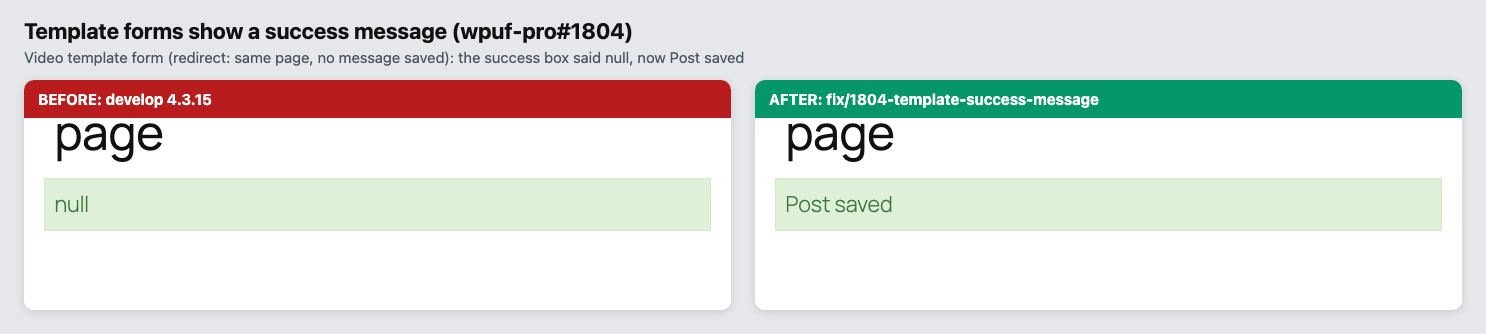 Template forms show a success message (wpuf-pro#1804)
Video template form (redirect: same page, no message saved): the success box said null, now Post saved
BEFORE: develop 4.3.15
page
null
AFTER: fix/1804-template-success-message
page
Post saved